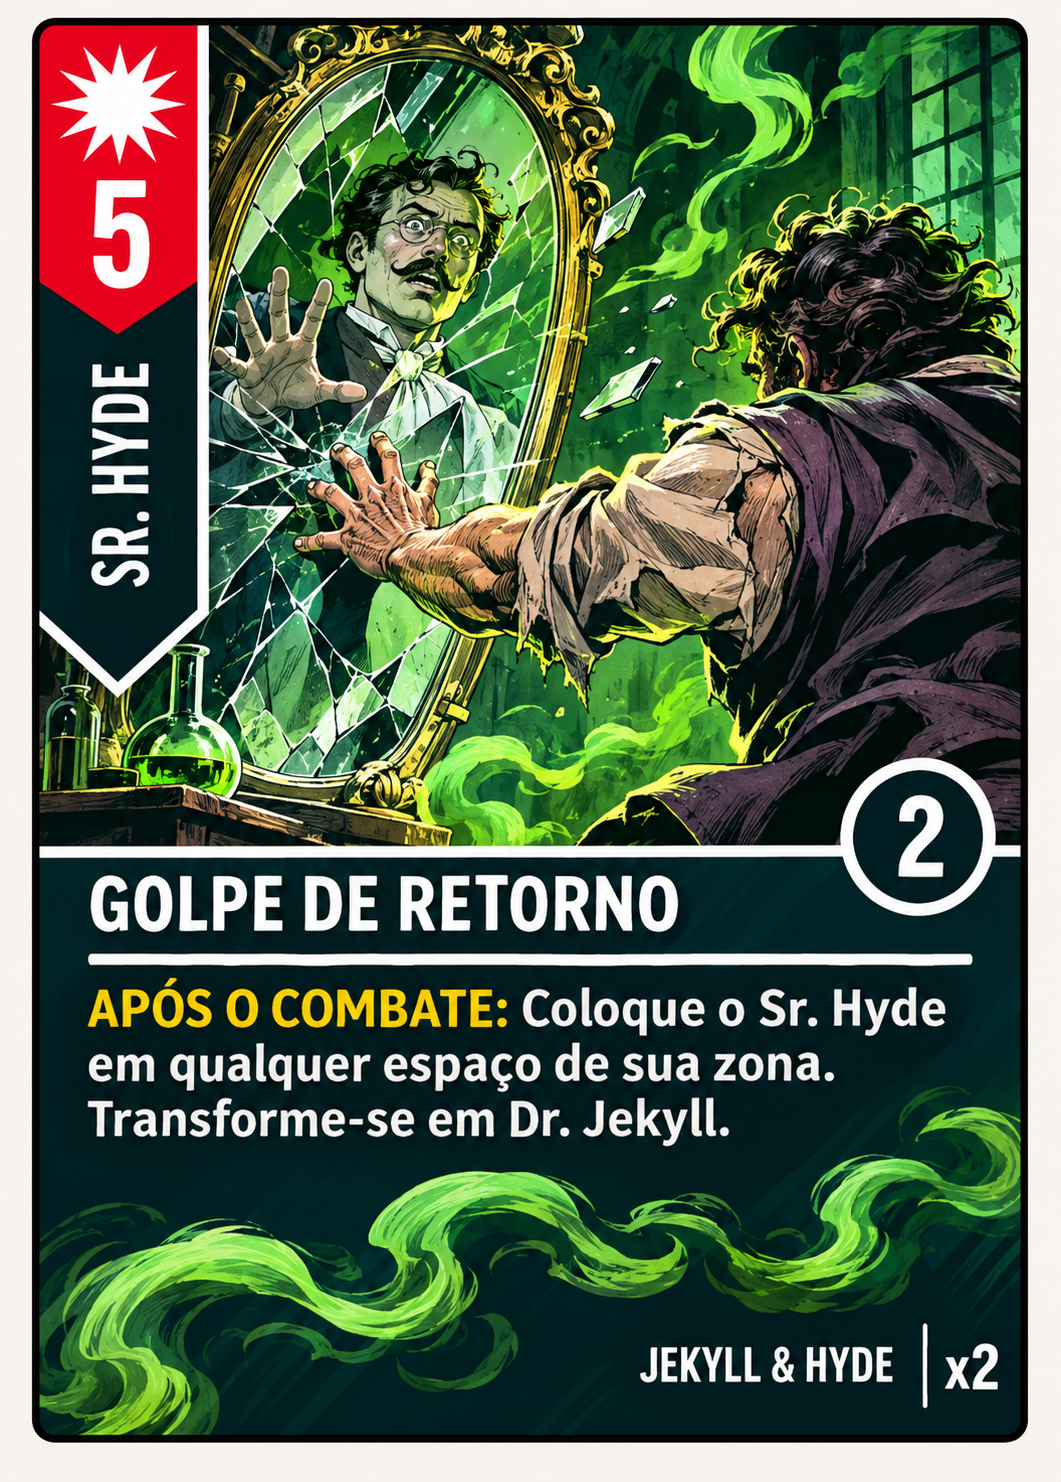 5
SR. HYDE
2
GOLPE DE RETORNO
APÓS O COMBATE: Coloque o Sr. Hyde
em qualquer espaço de sua zona.
Transforme-se em Dr. Jekyll.
JEKYLL & HYDE | x2